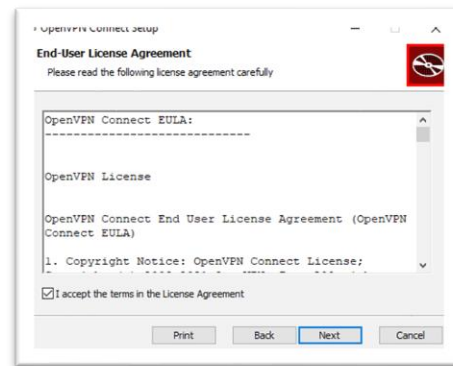 OpenVPN Connect Setup
End-User License Agreement
Please read the following license agreement carefully
OpenVPN Connect EULA:
-----------------------------
OpenVPN License
OpenVPN Connect End User License Agreement (OpenVPN
Connect EULA)
1. Copyright Notice: OpenVPN Connect License;
I accept the terms in the License Agreement
Print
Back
Next
Cancel